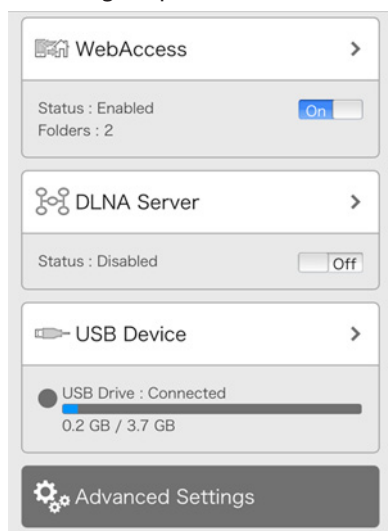 WebAccess
Status : Enabled
On
Folders : 2
DLNA Server
Status : Disabled
Off
USB Device
USB Drive : Connected
0.2 GB / 3.7 GB
Advanced Settings